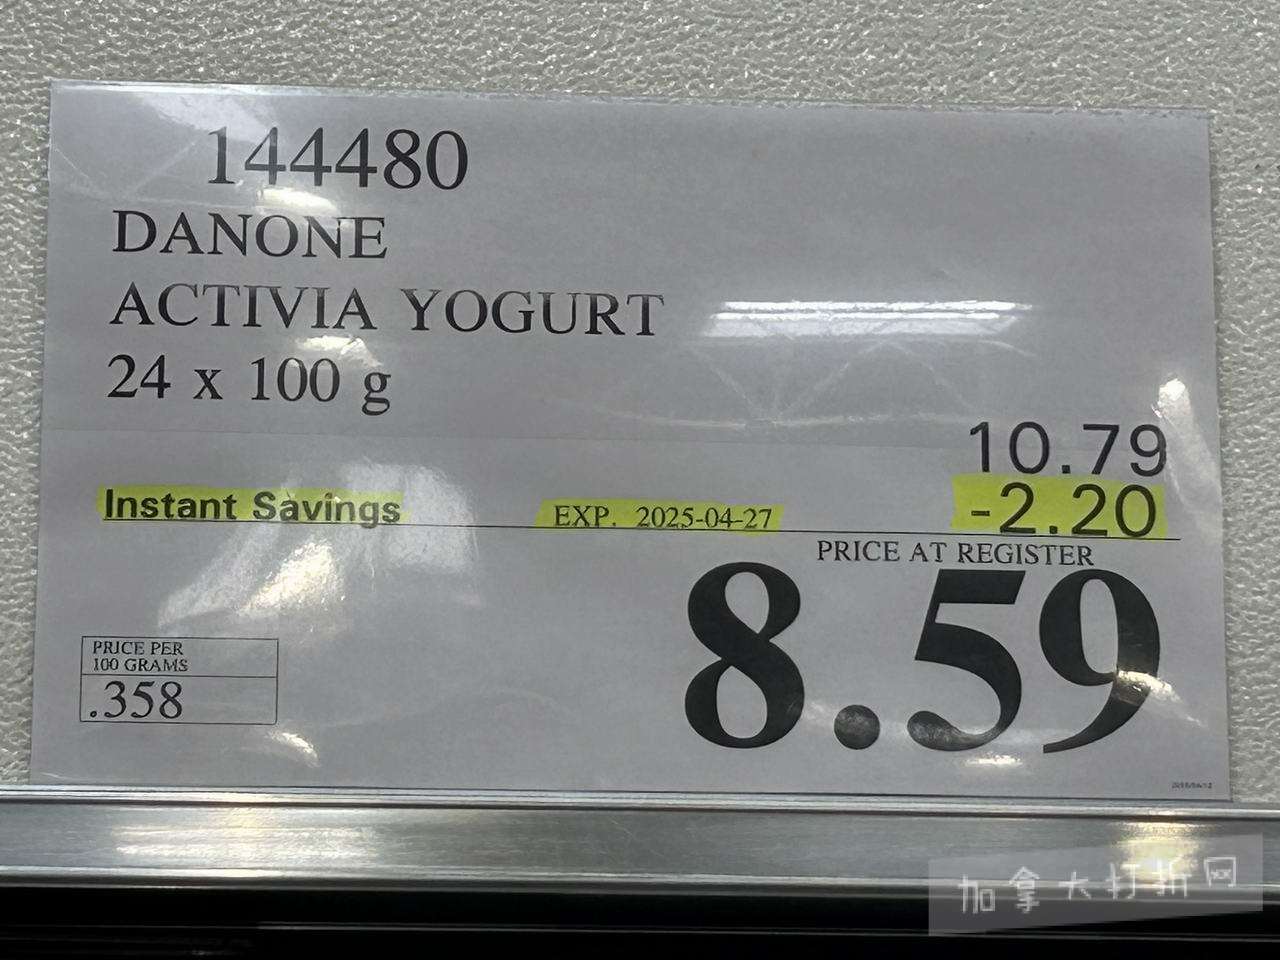 144480
DANONE
ACTIVIA YOGURT
24 x 100 g
10.79
Instant Savings EXP. 2025-04-27 -2.20
PRICE AT REGISTER
8.59
PRICE PER
100 GRAMS
.358
加拿大打折网